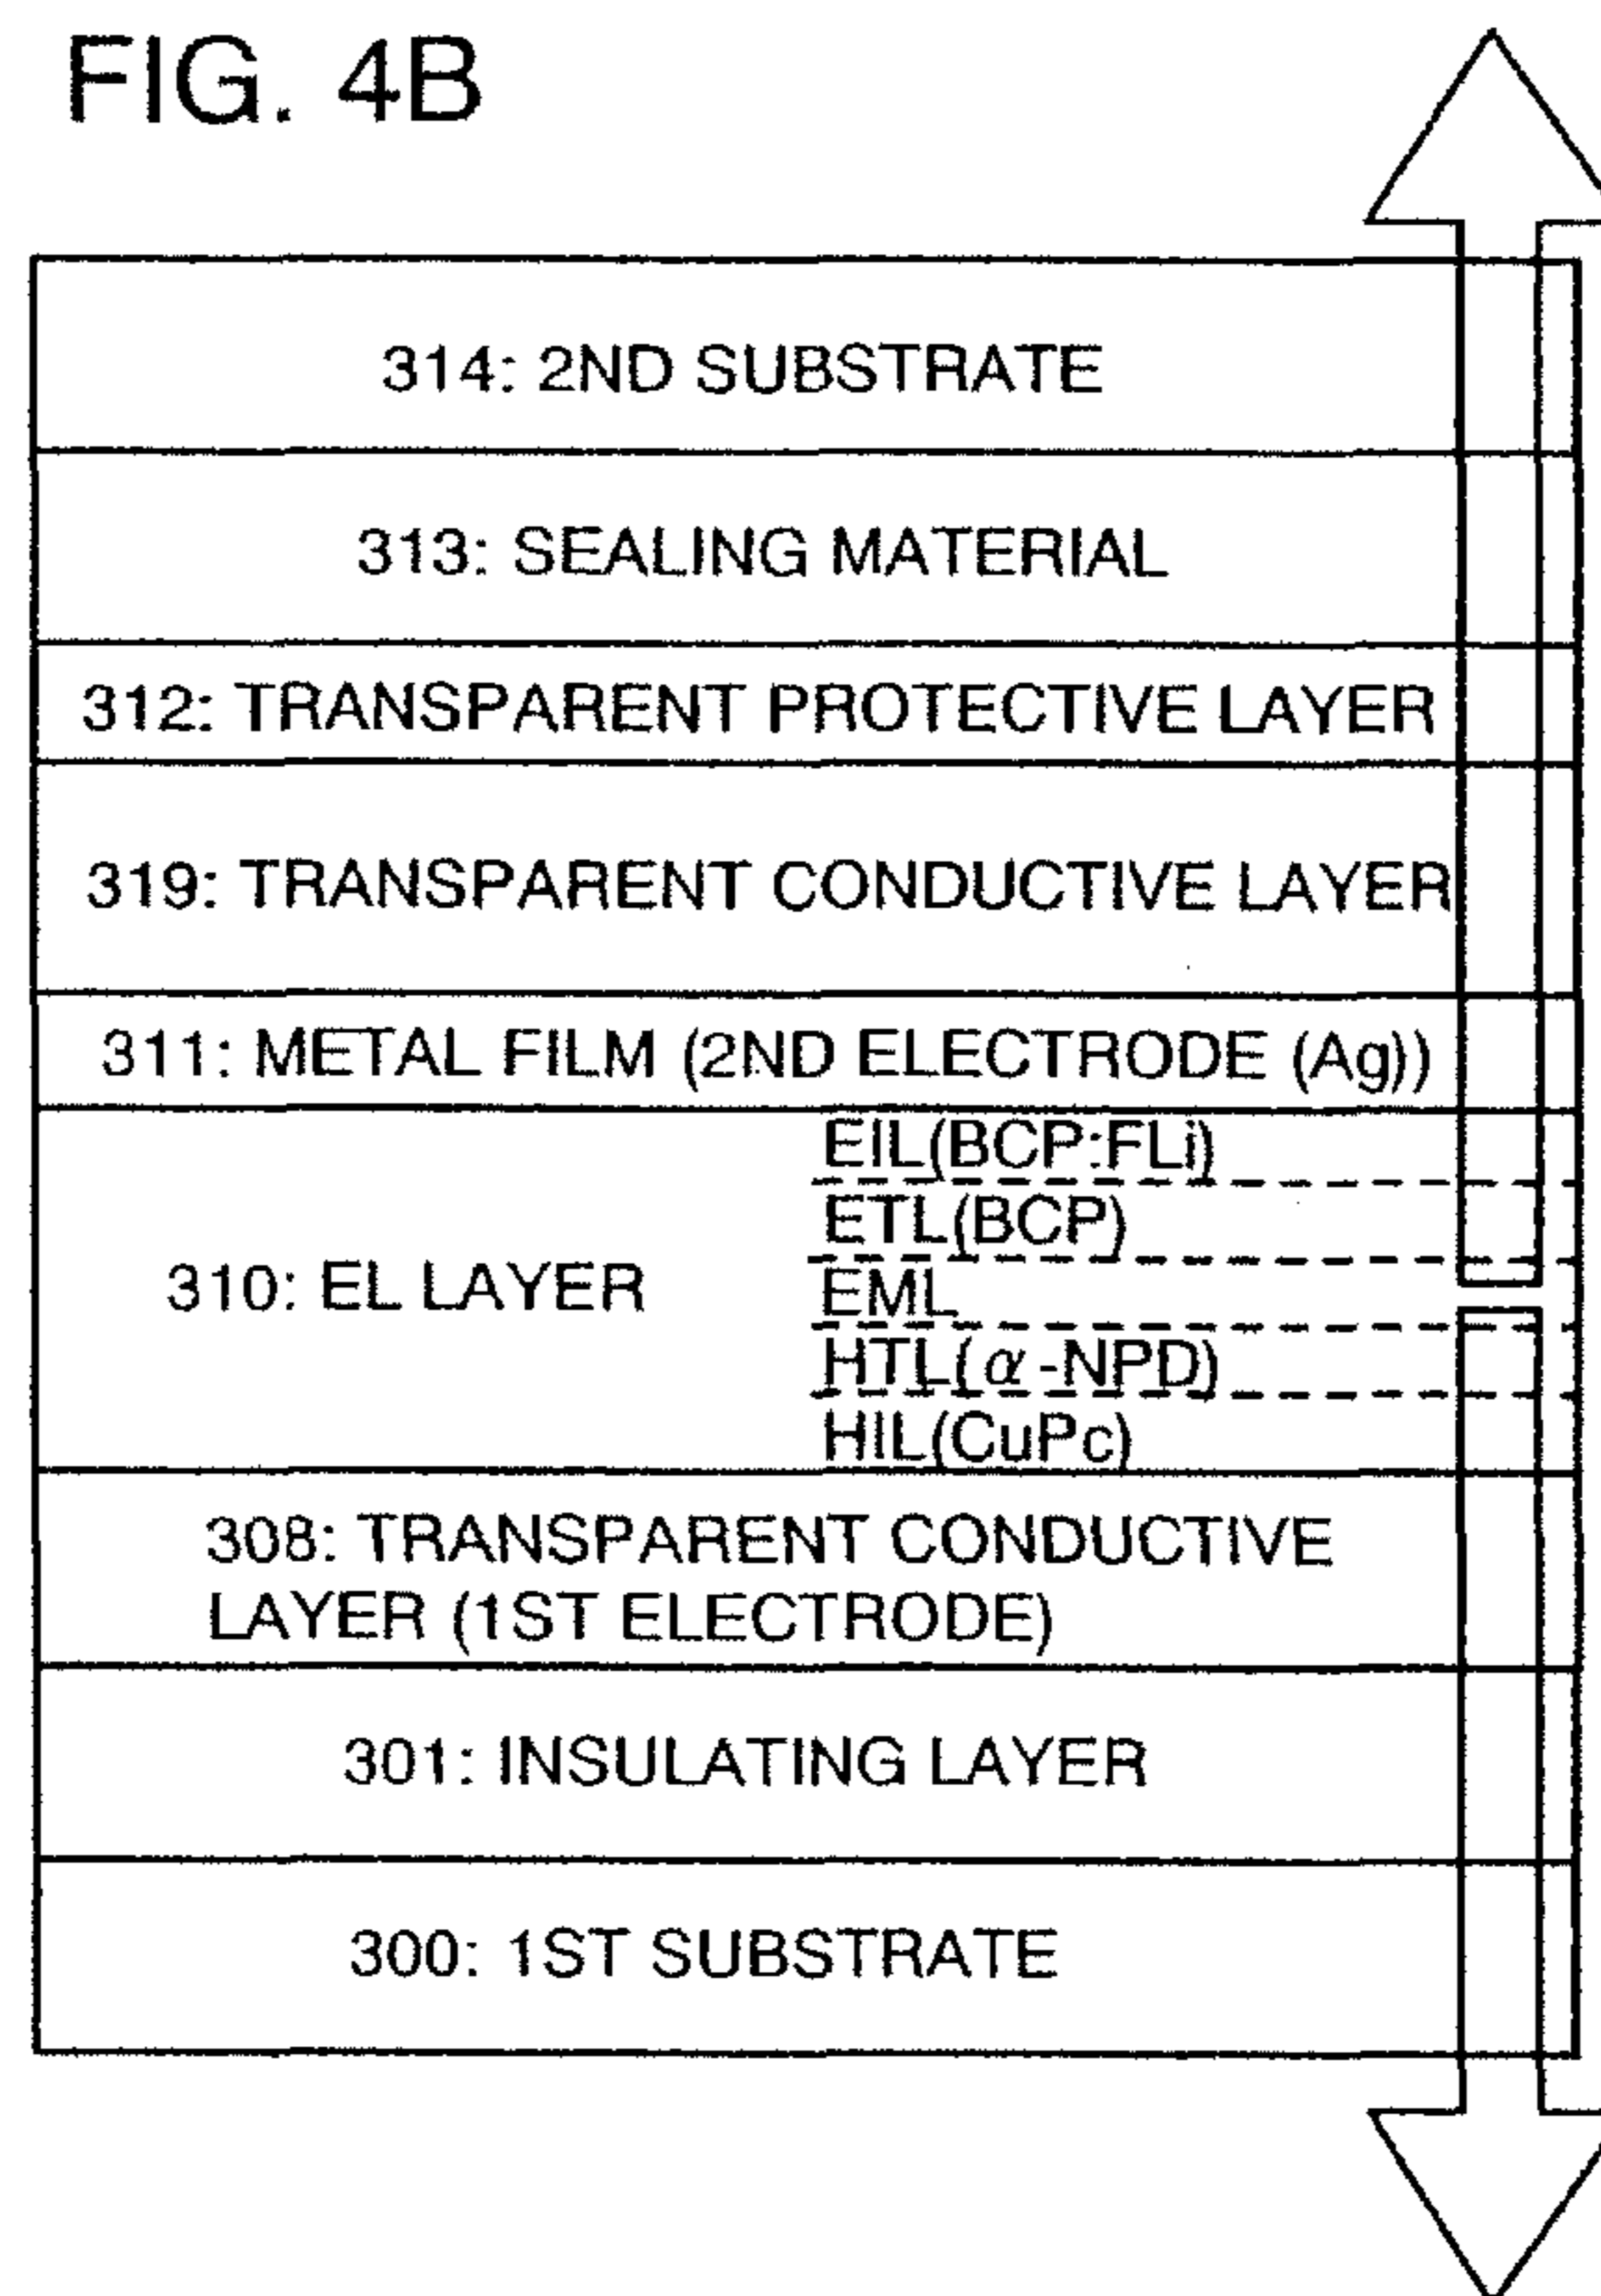 FIG. 4B
314: 2ND SUBSTRATE
313: SEALING MATERIAL
312: TRANSPARENT PROTECTIVE LAYER
319: TRANSPARENT CONDUCTIVE LAYER
311: METAL FILM (2ND ELECTRODE (Ag))
310: EL LAYER
EIL(BCP:FLi)
ETL(BCP)
EML
HTL(α-NPD)
HIL(CuPc)
308: TRANSPARENT CONDUCTIVE
LAYER (1ST ELECTRODE)
301: INSULATING LAYER
300: 1ST SUBSTRATE